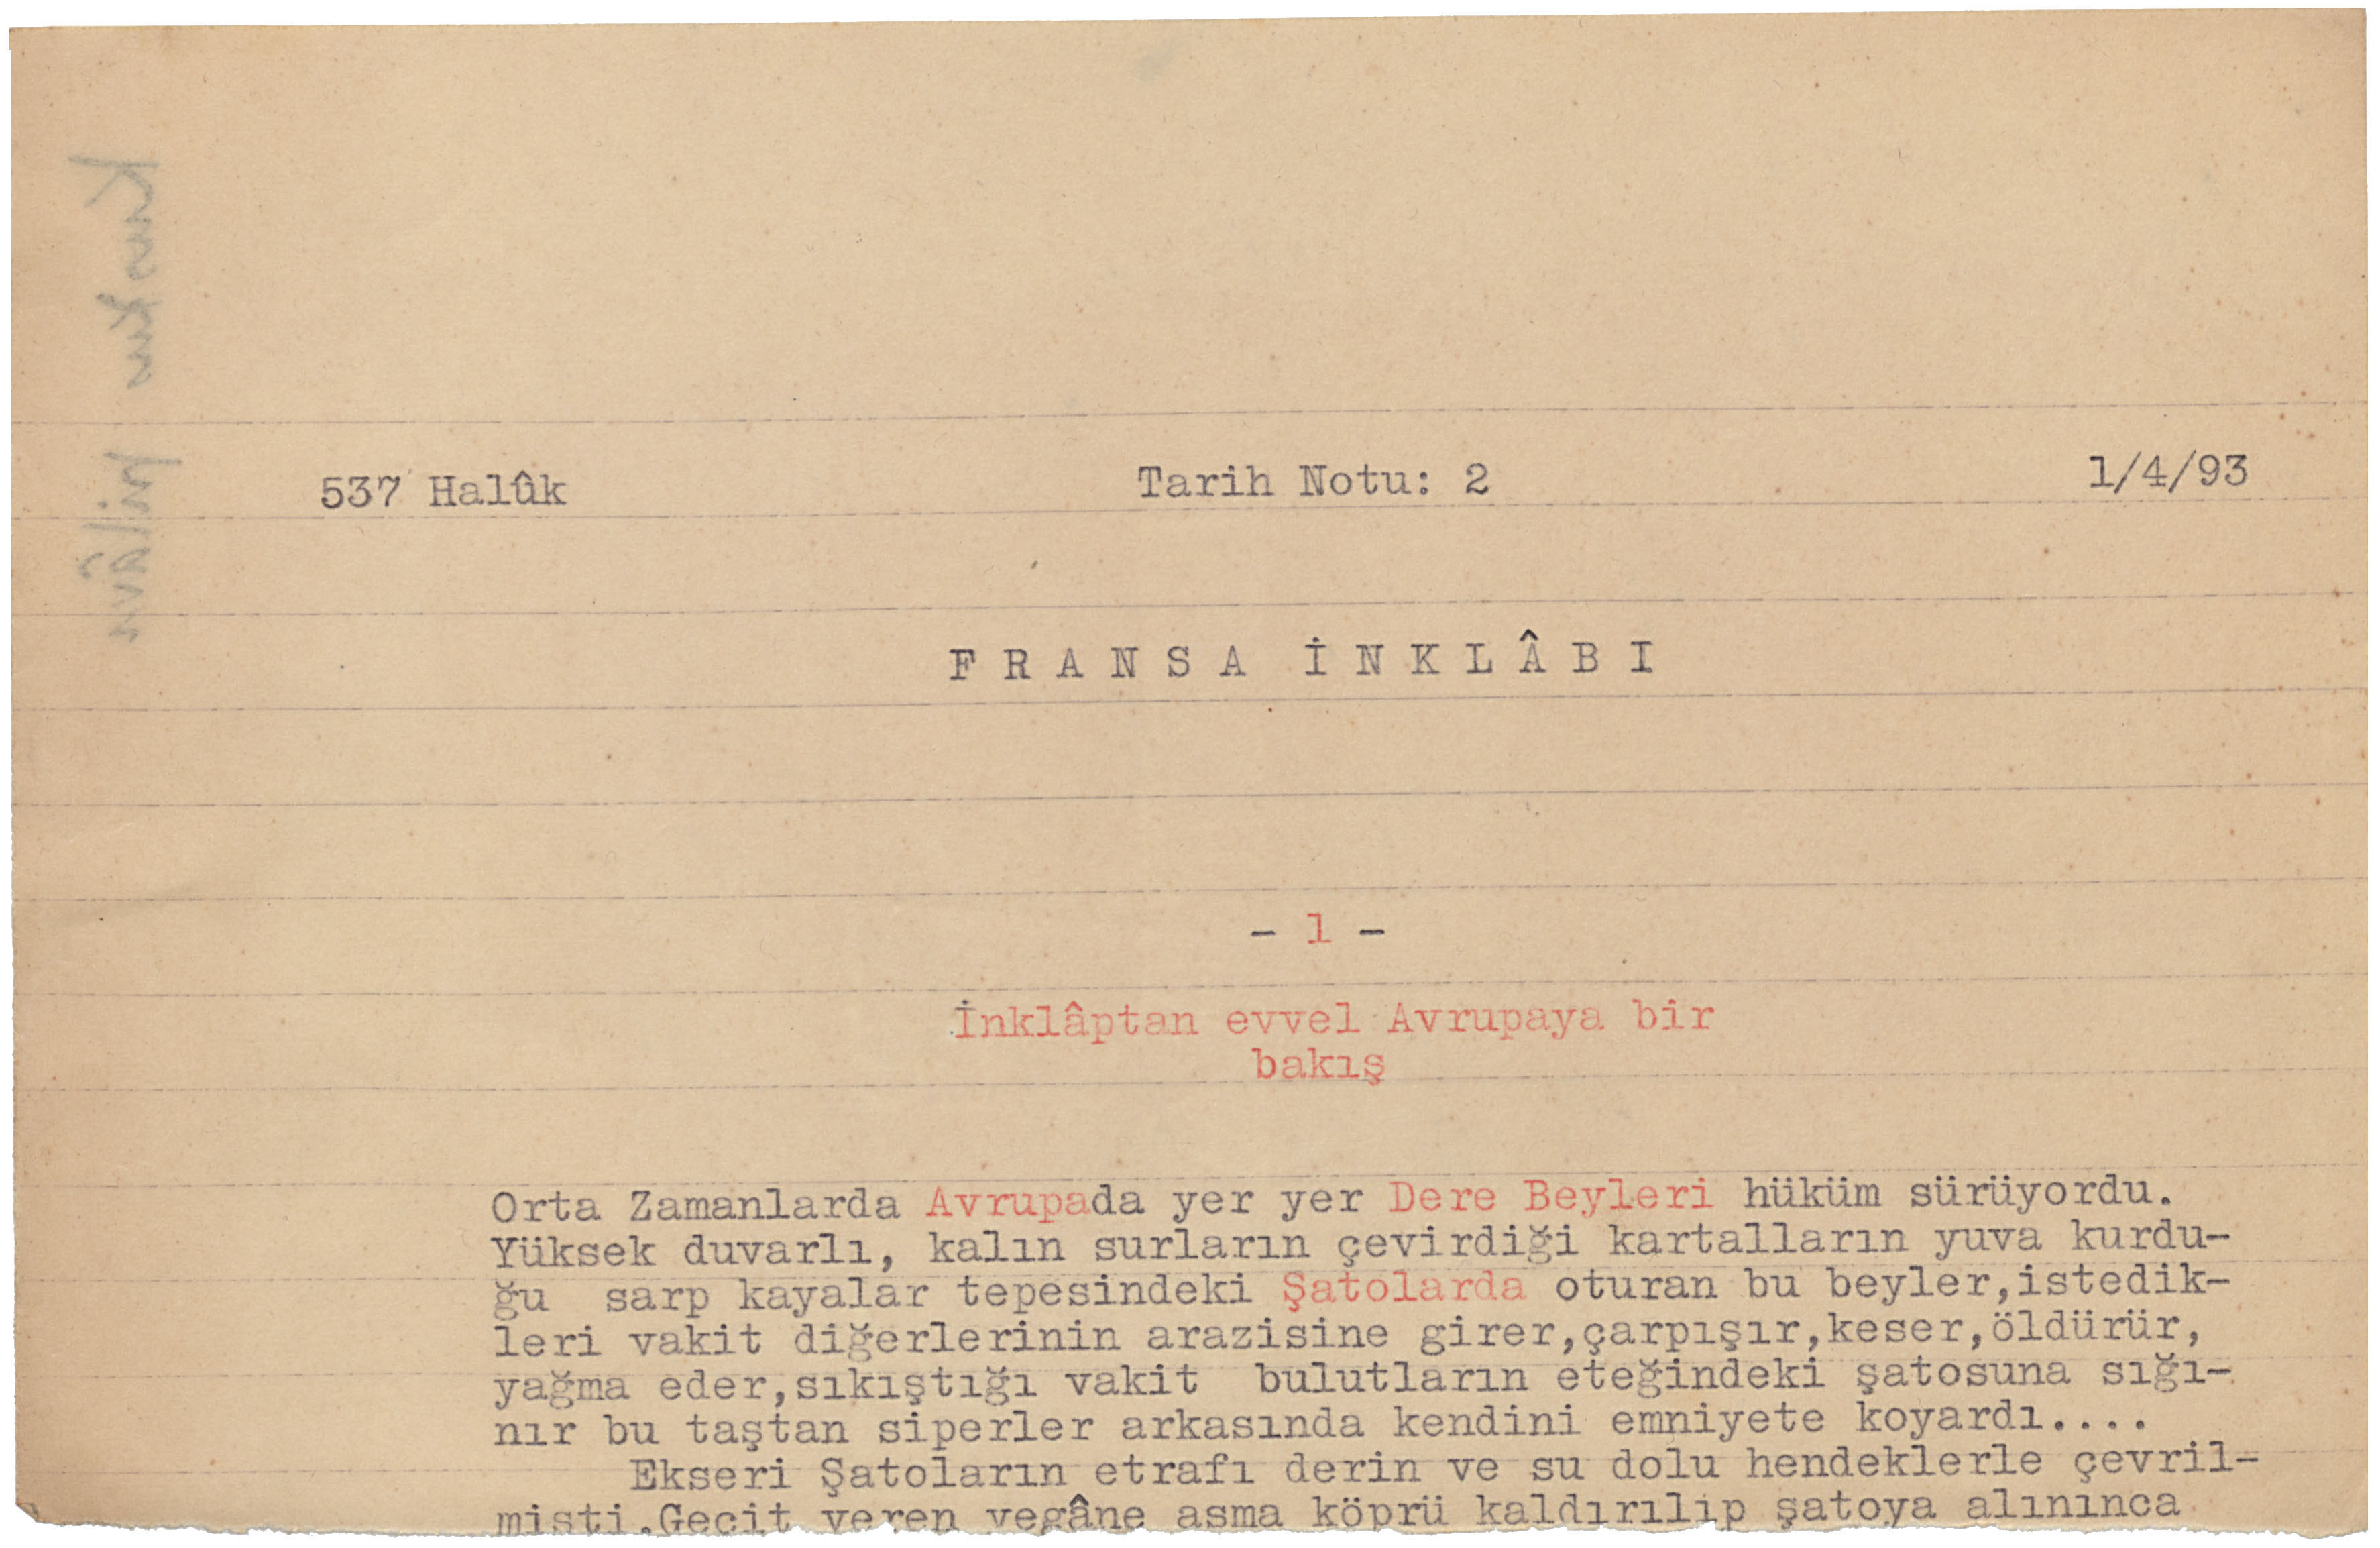 537 Halûk Tarih Notu: 2 1/4/93
FRANSA İNKLÂBI
- 1 -
İnklâptan evvel Avrupaya bir
bakış
Orta Zamanlarda Avrupada yer yer Dere Beyleri hüküm sürüyordu.
Yüksek duvarlı, kalın surların çevirdiği kartalların yuva kurdu-
ğu sarp kayalar tepesindeki Şatolarda oturan bu beyler,istedik-
leri vakit diğerlerinin arazisine girer,çarpışır,keser,öldürür,
yağma eder,sıkıştığı vakit bulutların eteğindeki şatosuna sığı-
nır bu taştan siperler arkasında kendini emniyete koyardı....
Ekseri Şatoların etrafı derin ve su dolu hendeklerle çevril-
mişti.Geçit veren yegâne asma köprü kaldırılıp şatoya alınınca